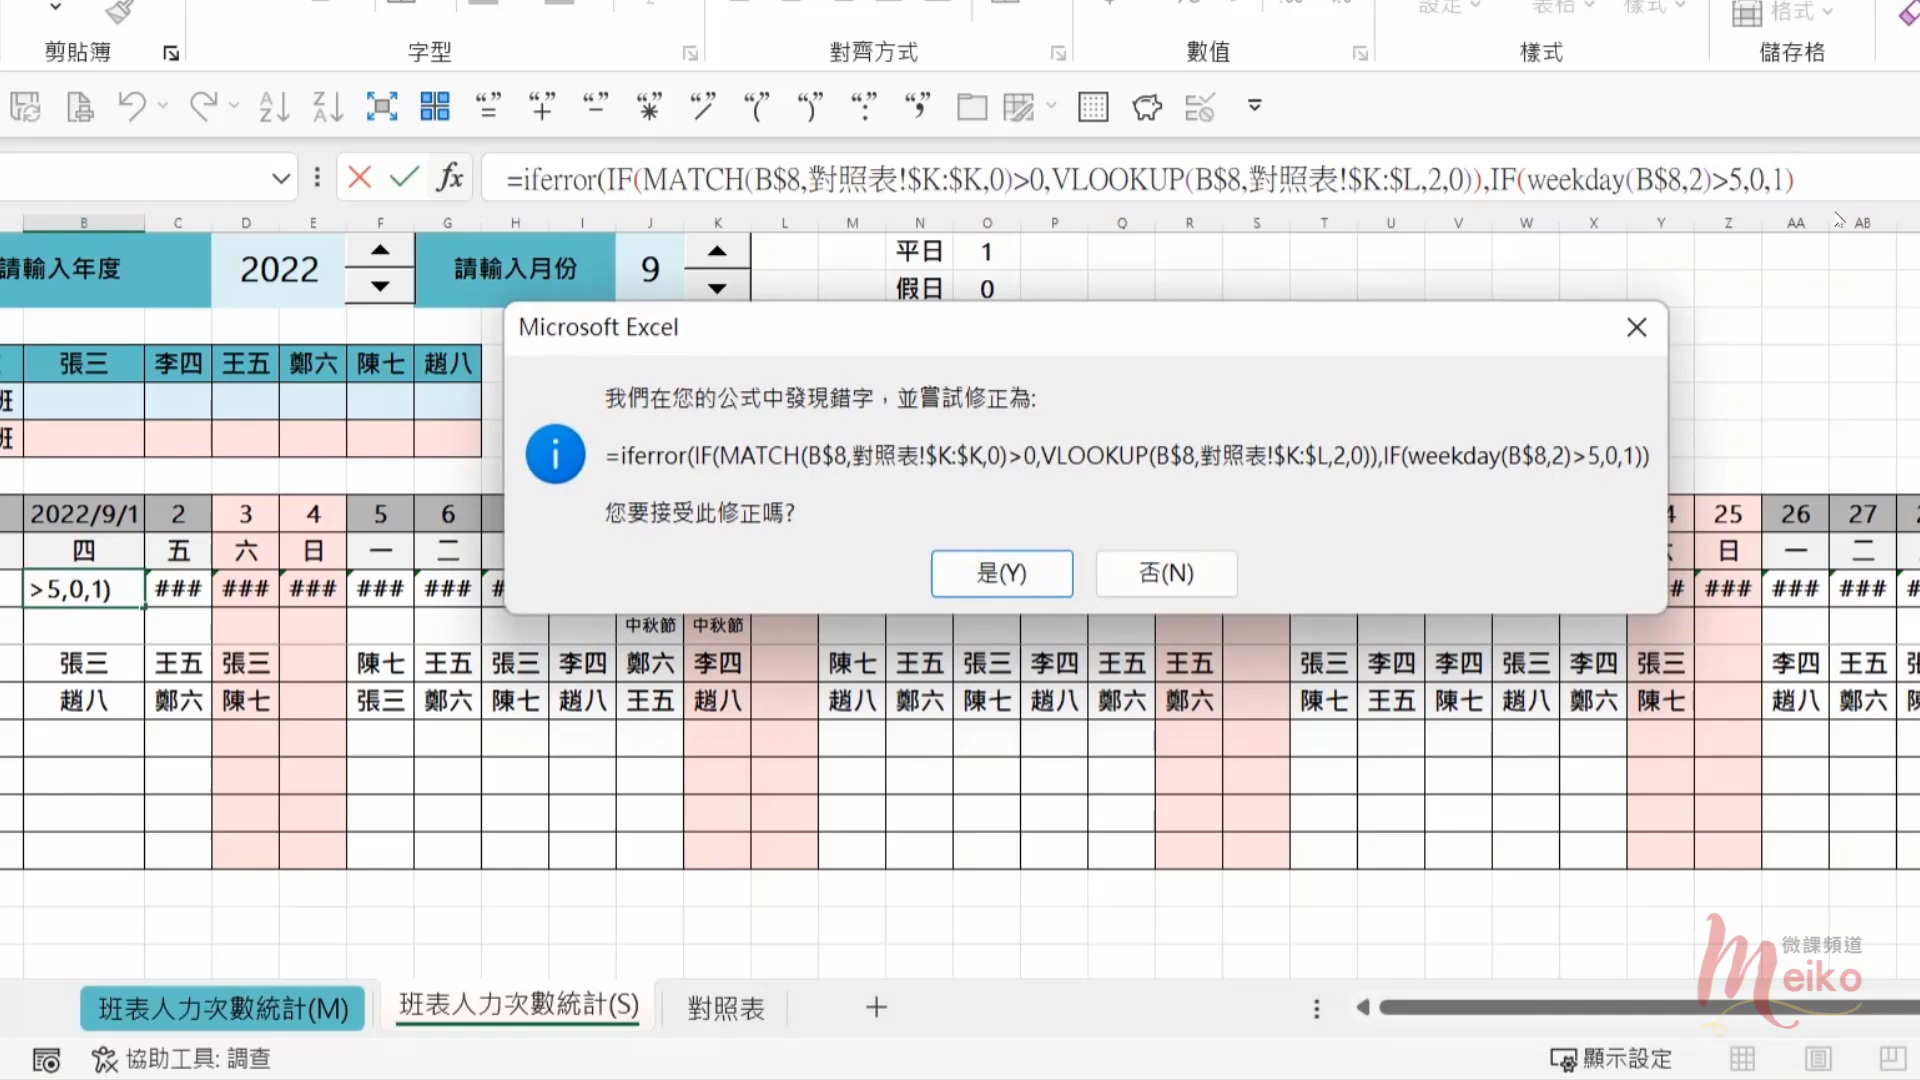 設定 表格 樣式 格式
剪貼簿 字型 對齊方式 數值 樣式 儲存格
=iferror(IF(MATCH(B$8,對照表!$K:$K,0)>0,VLOOKUP(B$8,對照表!$K:$L,2,0)),IF(weekday(B$8,2)>5,0,1)
B C D E F G H I J K L M N O P Q R S T U V W X Y Z AA AB
請輸入年度 2022 請輸入月份 9 平日 1
假日 0
Microsoft Excel
我們在您的公式中發現錯字，並嘗試修正為:
=iferror(IF(MATCH(B$8,對照表!$K:$K,0)>0,VLOOKUP(B$8,對照表!$K:$L,2,0)),IF(weekday(B$8,2)>5,0,1))
您要接受此修正嗎?
是(Y) 否(N)
張三 李四 王五 鄭六 陳七 趙八
班
班
2022/9/1 2 3 4 5 6 25 26 27
四 五 六 日 一 二 日 一 二
>5,0,1) ### ### ### ### ### ### ### ###
中秋節 中秋節
張三 王五 張三 陳七 王五 張三 李四 鄭六 李四 陳七 王五 張三 李四 王五 王五 張三 李四 李四 張三 李四 張三 李四 王五
趙八 鄭六 陳七 張三 鄭六 陳七 趙八 王五 趙八 趙八 鄭六 陳七 趙八 鄭六 鄭六 陳七 王五 陳七 趙八 鄭六 陳七 趙八 鄭六
微課頻道
Meiko
班表人力次數統計(M) 班表人力次數統計(S) 對照表
協助工具: 調查 顯示設定